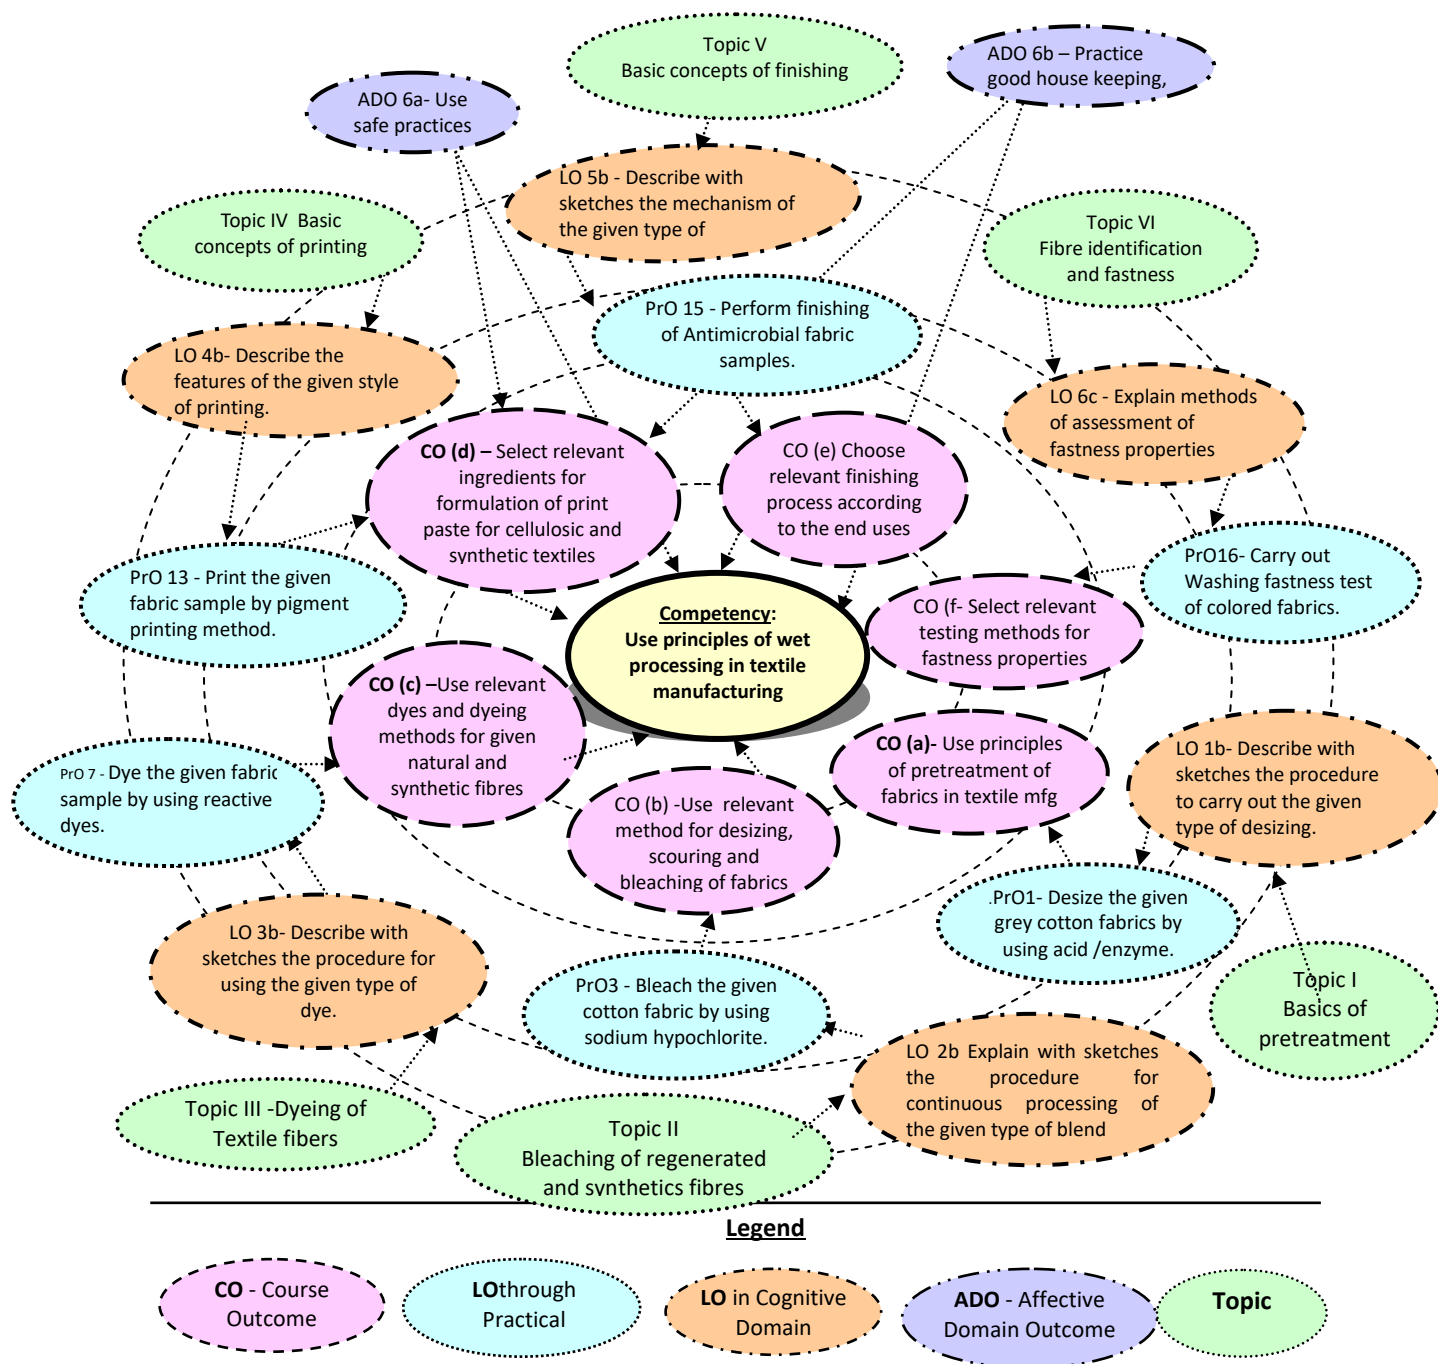 Topic V
Basic concepts of finishing
ADO 6b – Practice
good house keeping,
ADO 6a- Use
safe practices
LO 5b - Describe with
sketches the mechanism of
the given type of
Topic IV  Basic
concepts of printing
Topic VI
Fibre identification
and fastness
PrO 15 - Perform finishing
of Antimicrobial fabric
samples.
LO 4b- Describe the
features of the given style
of printing.
LO 6c - Explain methods
of assessment of
fastness properties
CO (d) – Select relevant
ingredients for
formulation of print
paste for cellulosic and
synthetic textiles
CO (e) Choose
relevant finishing
process according
to the end uses
PrO 13 - Print the given
fabric sample by pigment
printing method.
PrO16- Carry out
Washing fastness test
of colored fabrics.
Competency:
Use principles of wet
processing in textile
manufacturing
CO (f- Select relevant
testing methods for
fastness properties
CO (c) –Use relevant
dyes and dyeing
methods for given
natural and
synthetic fibres
CO (a)- Use principles
of pretreatment of
fabrics in textile mfg
LO 1b- Describe with
sketches the procedure
to carry out the given
type of desizing.
PrO 7 - Dye the given fabric
sample by using reactive
dyes.
CO (b) -Use  relevant
method for desizing,
scouring and
bleaching of fabrics
.PrO1- Desize the given
grey cotton fabrics by
using acid /enzyme.
LO 3b- Describe with
sketches the procedure for
using the given type of
dye.
PrO3 - Bleach the given
cotton fabric by using
sodium hypochlorite.
Topic I
Basics of
pretreatment
LO 2b Explain with sketches
the procedure for
continuous processing of
the given type of blend
Topic III -Dyeing of
Textile fibers
Topic II
Bleaching of regenerated
and synthetics fibres
Legend
CO - Course
Outcome
LOthrough
Practical
LO in Cognitive
Domain
ADO - Affective
Domain Outcome
Topic